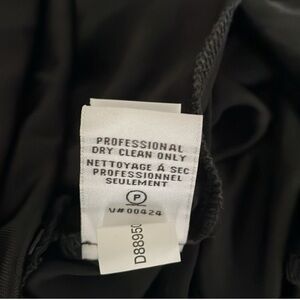 PROFESSIONAL
DRY CLEAN ONLY
NETTOYAGE À SEC
PROFESSIONNEL
SEULEMENT
P
V#00424
D8895